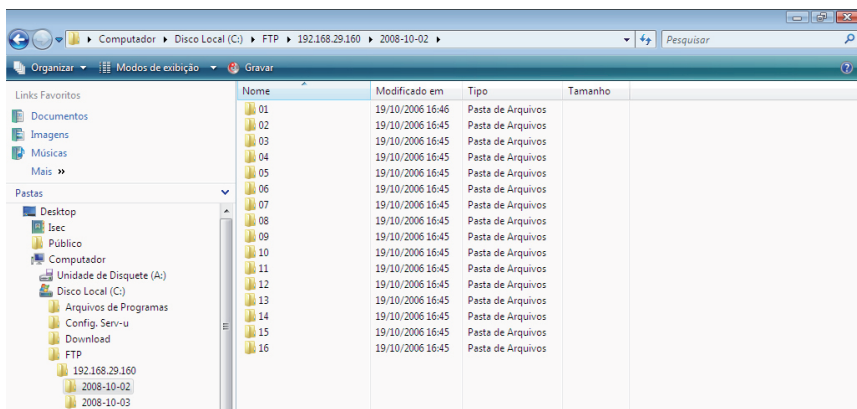 Computador Disco Local (C:) FTP 192.168.29.160 2008-10-02 Pesquisar
Organizar Modos de exibição Gravar
Links Favoritos
Documentos
Imagens
Músicas
Mais »
Pastas
Desktop
Isec
Público
Computador
Unidade de Disquete (A:)
Disco Local (C:)
Arquivos de Programas
Config. Serv-u
Download
FTP
192.168.29.160
2008-10-02
2008-10-03
Nome Modificado em Tipo Tamanho
01 19/10/2006 16:46 Pasta de Arquivos
02 19/10/2006 16:45 Pasta de Arquivos
03 19/10/2006 16:45 Pasta de Arquivos
04 19/10/2006 16:45 Pasta de Arquivos
05 19/10/2006 16:45 Pasta de Arquivos
06 19/10/2006 16:45 Pasta de Arquivos
07 19/10/2006 16:45 Pasta de Arquivos
08 19/10/2006 16:45 Pasta de Arquivos
09 19/10/2006 16:45 Pasta de Arquivos
10 19/10/2006 16:45 Pasta de Arquivos
11 19/10/2006 16:45 Pasta de Arquivos
12 19/10/2006 16:45 Pasta de Arquivos
13 19/10/2006 16:45 Pasta de Arquivos
14 19/10/2006 16:45 Pasta de Arquivos
15 19/10/2006 16:45 Pasta de Arquivos
16 19/10/2006 16:45 Pasta de Arquivos